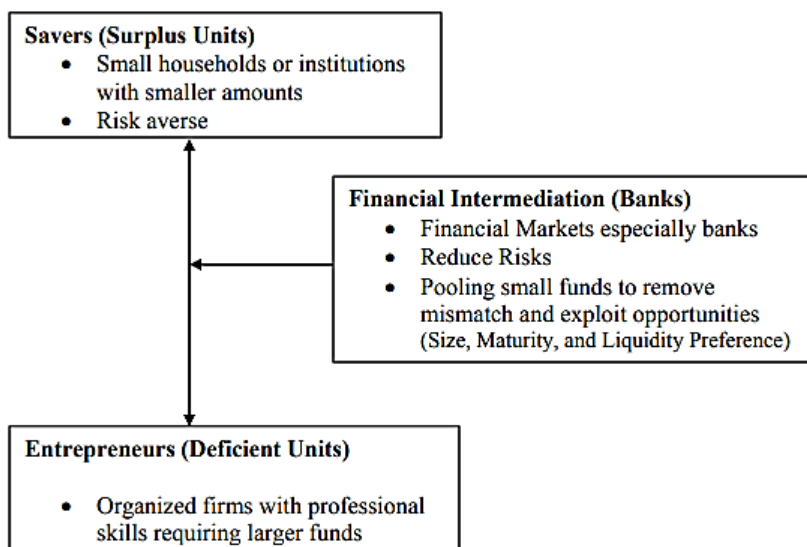 Savers (Surplus Units)
• Small households or institutions
with smaller amounts
• Risk averse
Financial Intermediation (Banks)
• Financial Markets especially banks
• Reduce Risks
• Pooling small funds to remove
mismatch and exploit opportunities
(Size, Maturity, and Liquidity Preference)
Entrepreneurs (Deficient Units)
• Organized firms with professional
skills requiring larger funds